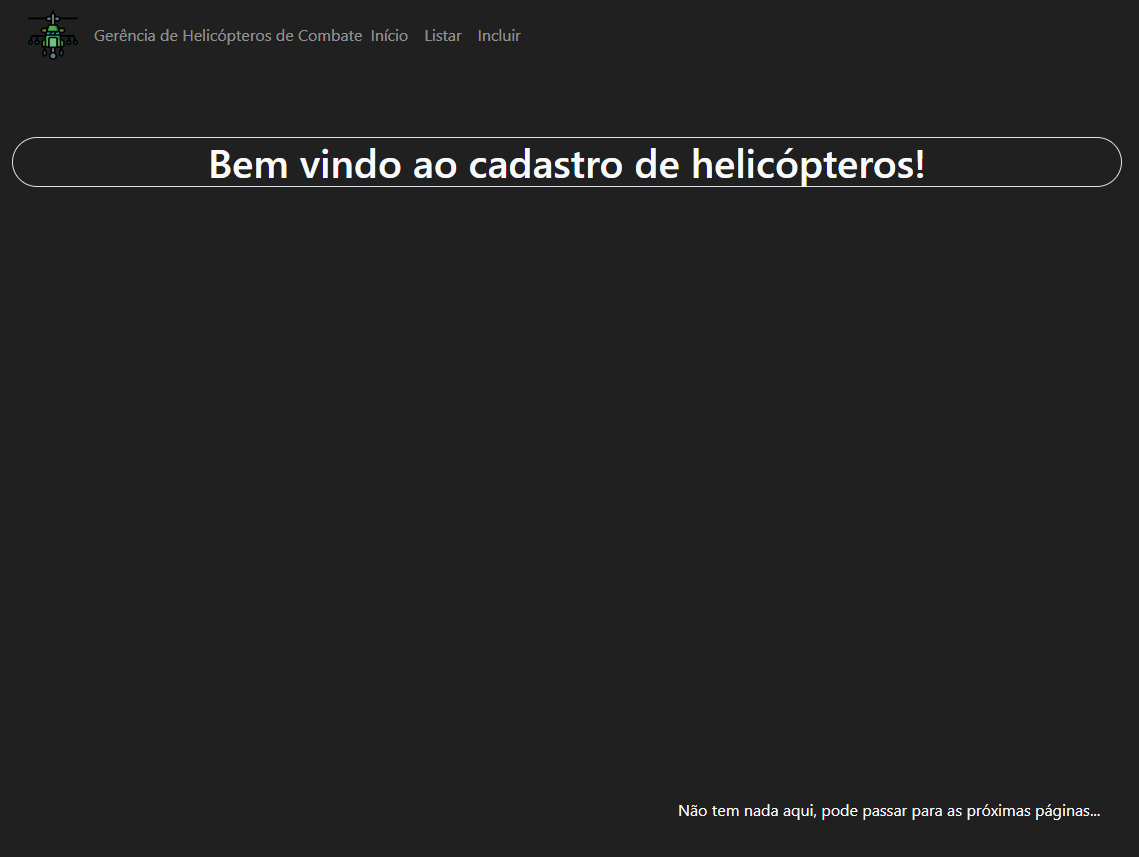 Gerência de Helicópteros de Combate Início Listar Incluir
Bem vindo ao cadastro de helicópteros!
Não tem nada aqui, pode passar para as próximas páginas...